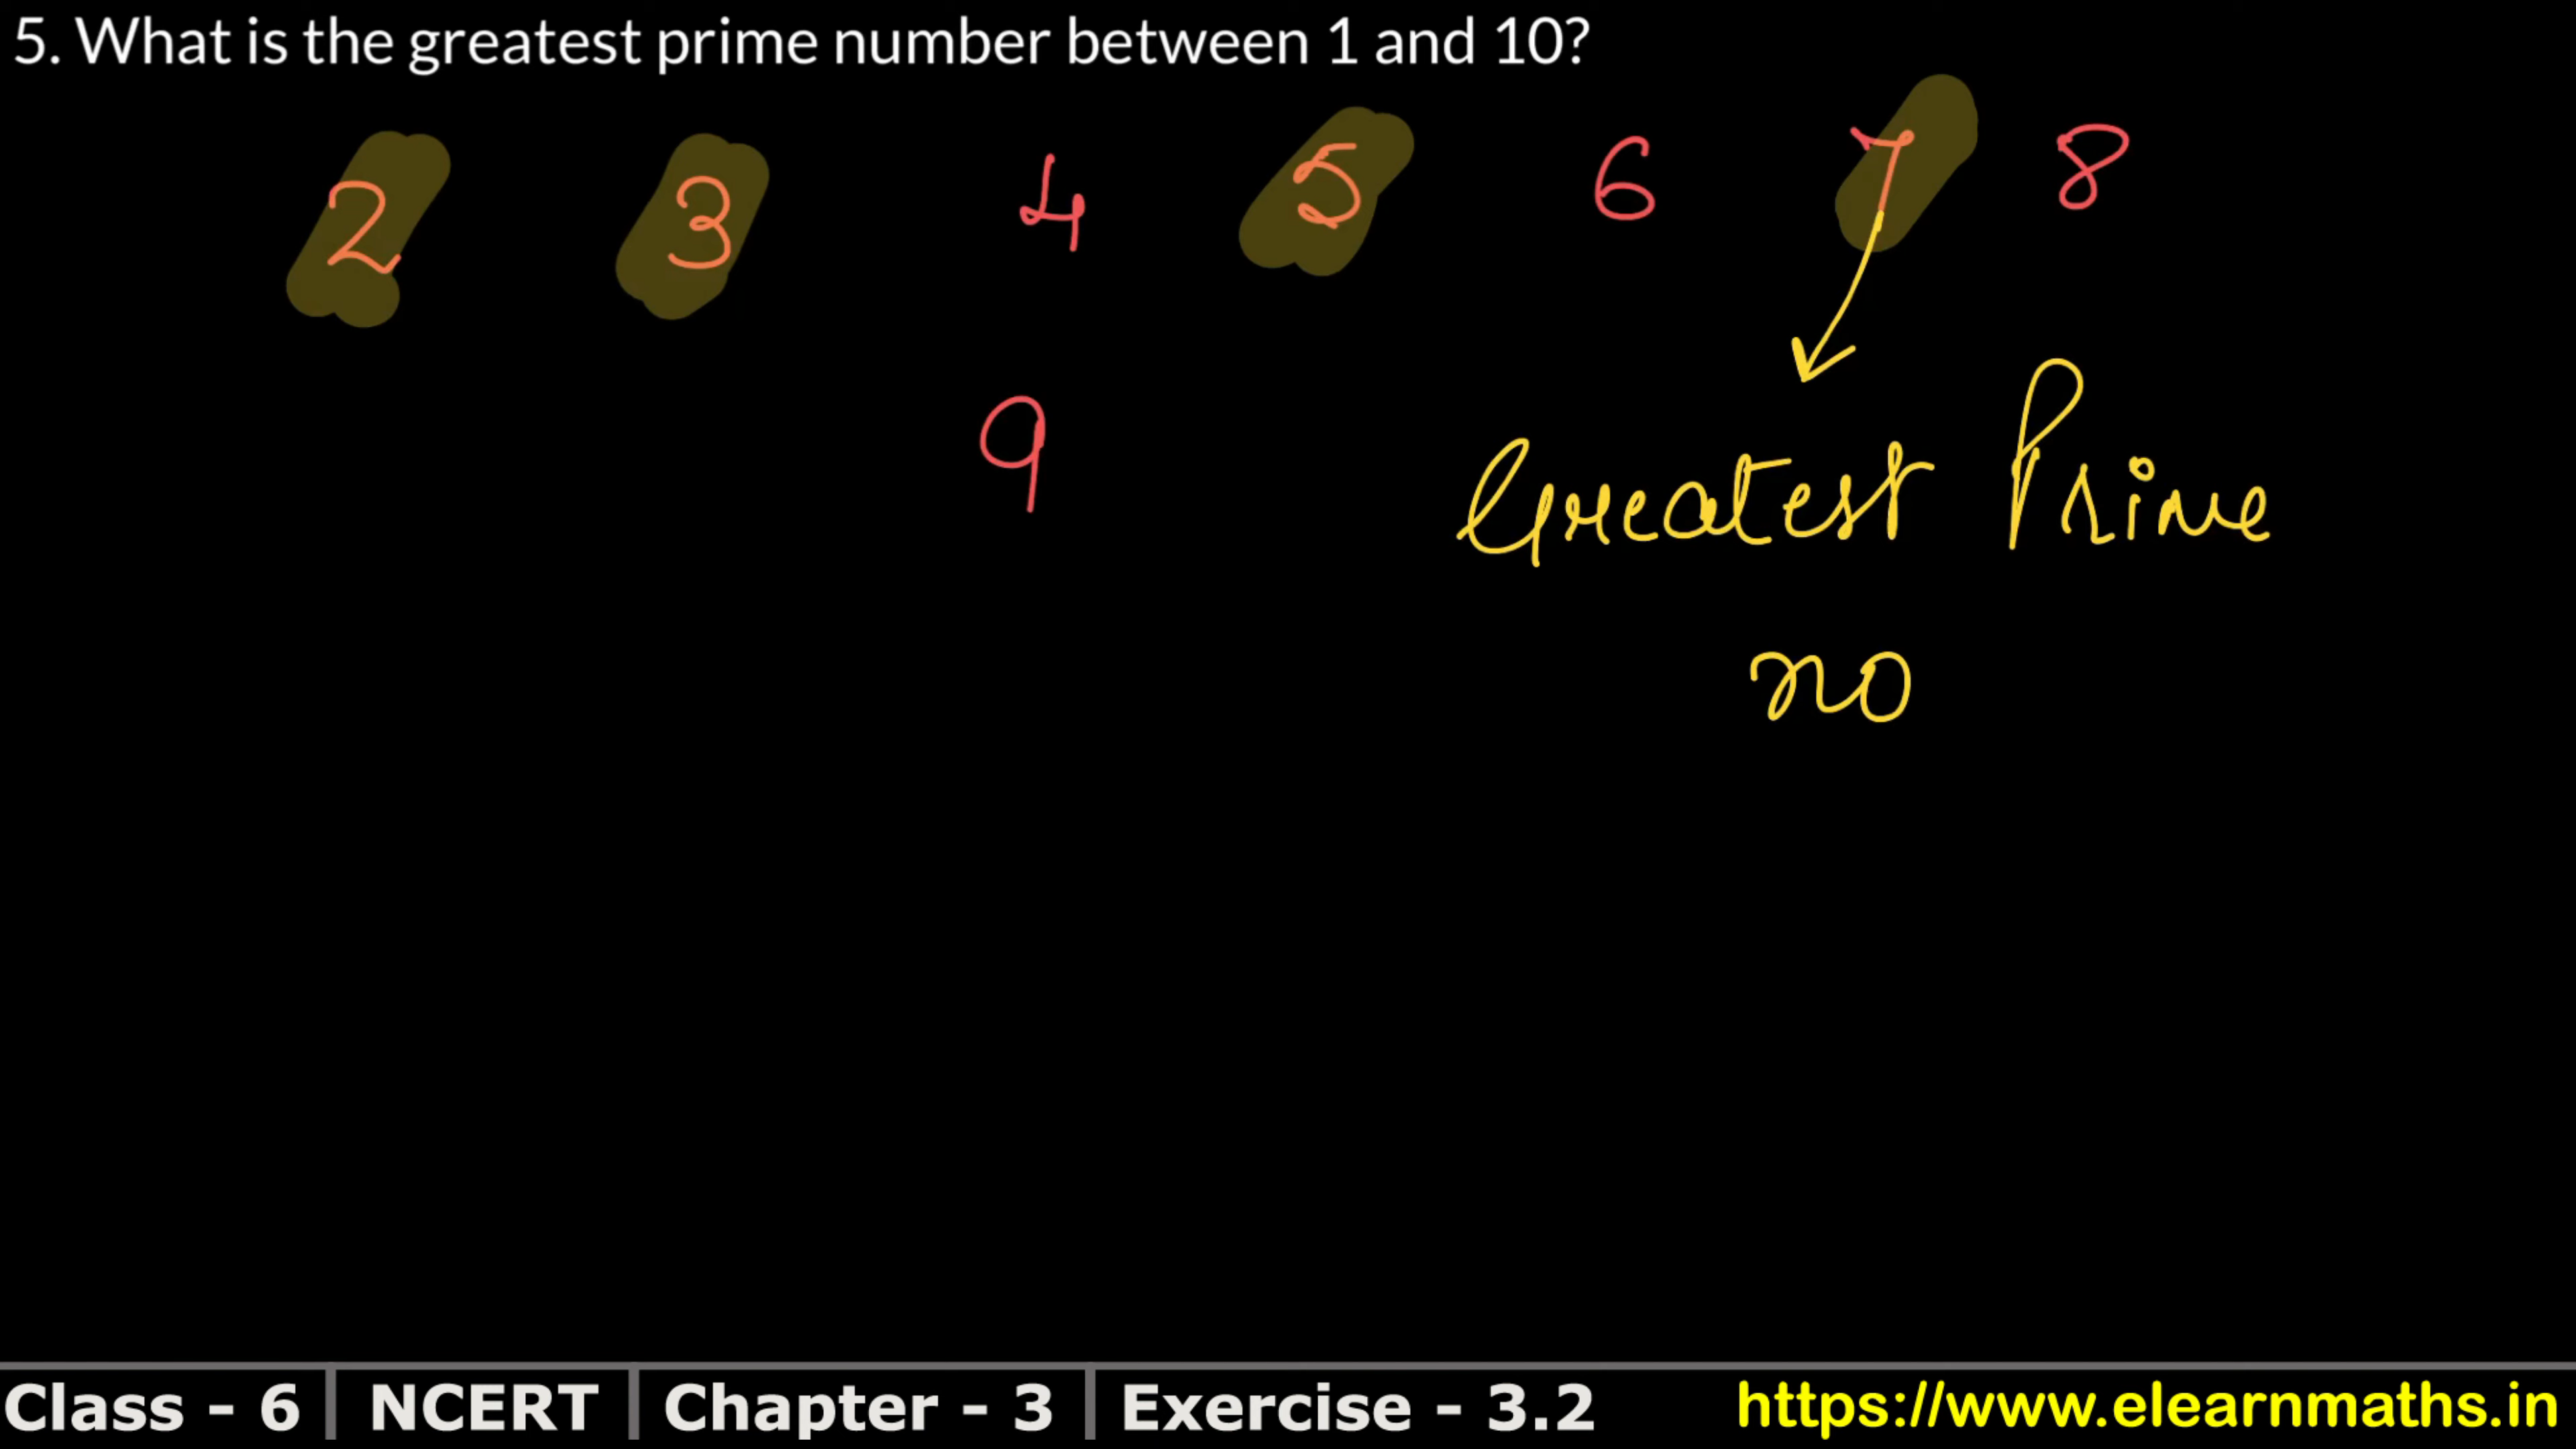 5. What is the greatest prime number between 1 and 10?
2 3 4 5 6 7 8
9
Greatest Prime
no
Class - 6 | NCERT | Chapter - 3 | Exercise - 3.2 https://www.elearnmaths.in